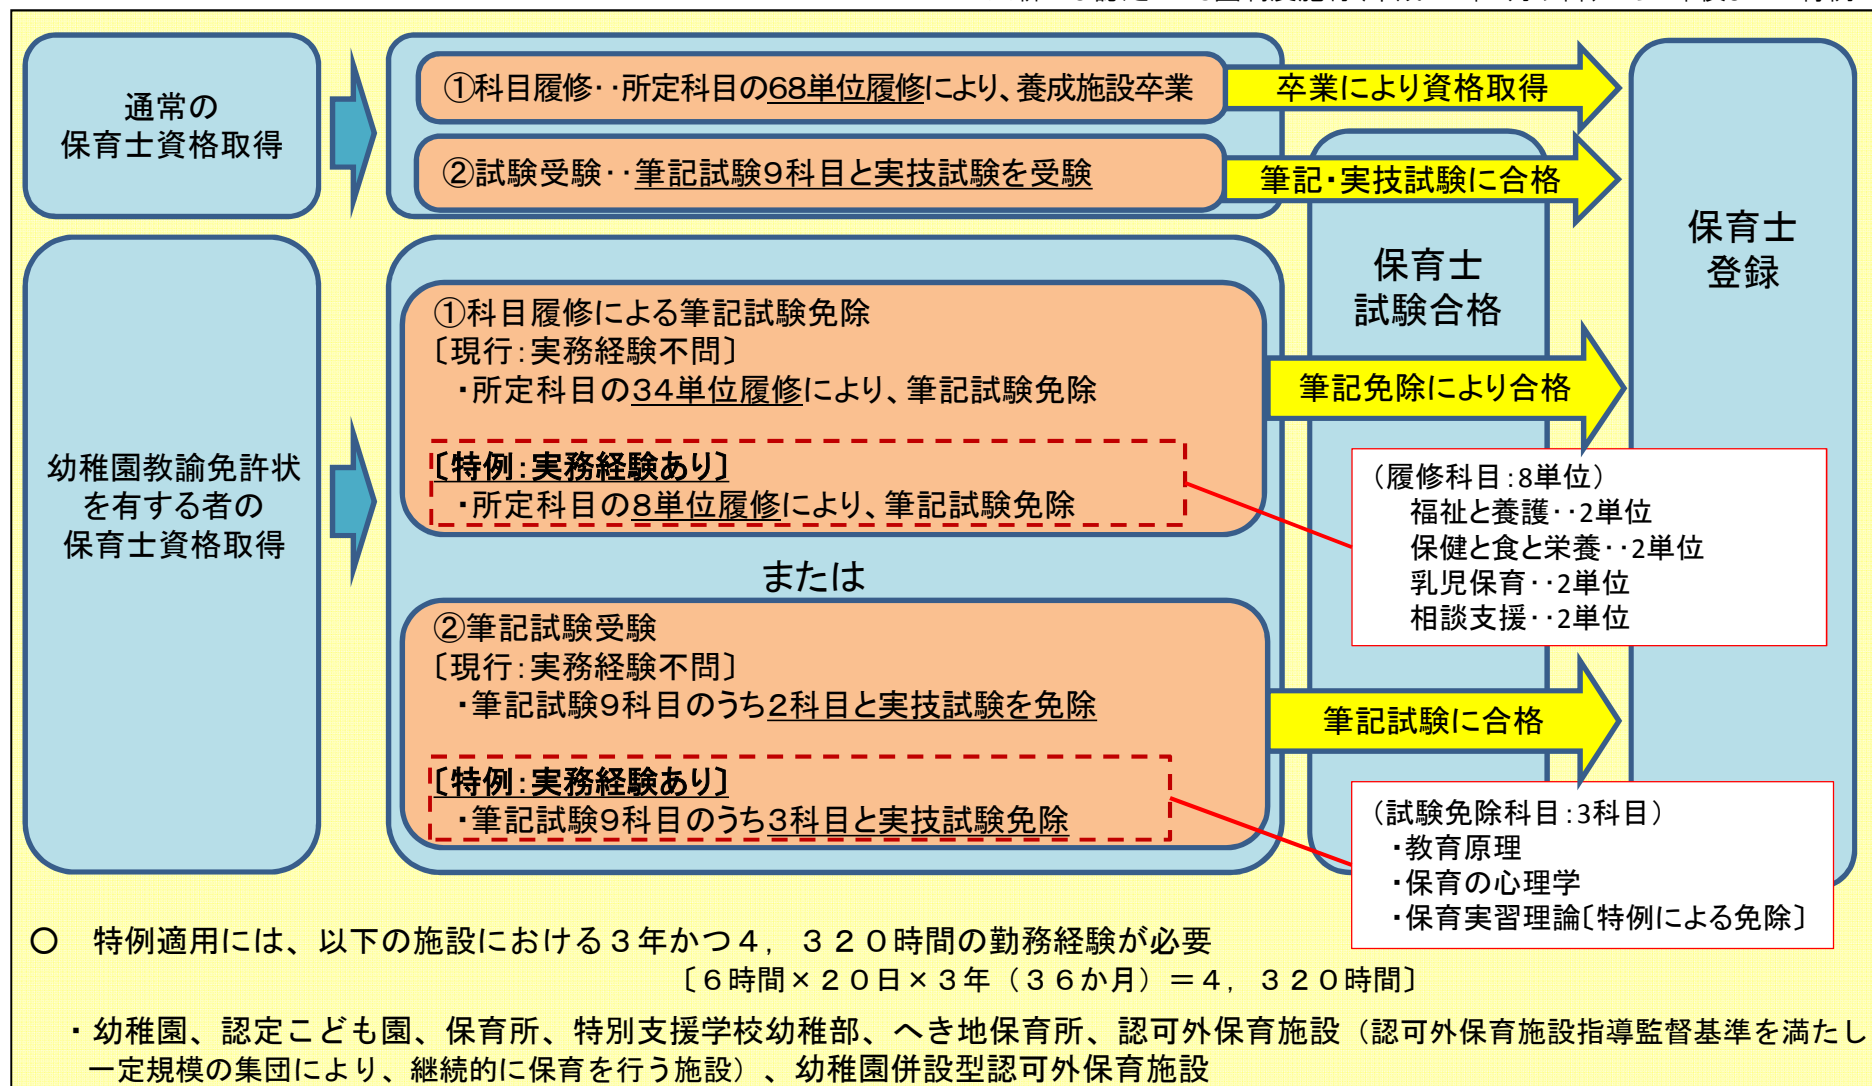 通常の
保育士資格取得
①科目履修‥所定科目の68単位履修により、養成施設卒業
卒業により資格取得
②試験受験‥筆記試験9科目と実技試験を受験
筆記・実技試験に合格
保育士
試験合格
保育士
登録
幼稚園教諭免許状
を有する者の
保育士資格取得
①科目履修による筆記試験免除
〔現行：実務経験不問〕
・所定科目の34単位履修により、筆記試験免除
〔特例：実務経験あり〕
・所定科目の8単位履修により、筆記試験免除
筆記免除により合格
（履修科目：8単位）
福祉と養護‥2単位
保健と食と栄養‥2単位
乳児保育‥2単位
相談支援‥2単位
または
②筆記試験受験
〔現行：実務経験不問〕
・筆記試験9科目のうち2科目と実技試験を免除
〔特例：実務経験あり〕
・筆記試験9科目のうち3科目と実技試験免除
筆記試験に合格
（試験免除科目：3科目）
・教育原理
・保育の心理学
・保育実習理論〔特例による免除〕
○　特例適用には、以下の施設における３年かつ４，３２０時間の勤務経験が必要
〔６時間×２０日×３年（３６か月）＝４，３２０時間〕
・幼稚園、認定こども園、保育所、特別支援学校幼稚部、へき地保育所、認可外保育施設（認可外保育施設指導監督基準を満たし
一定規模の集団により、継続的に保育を行う施設）、幼稚園併設型認可外保育施設